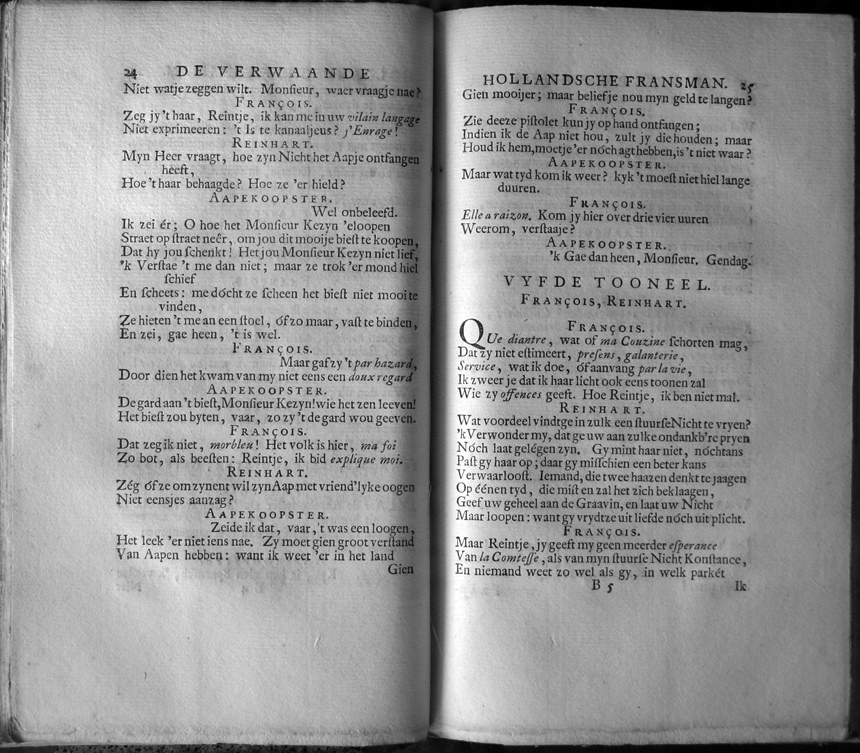 24 DE VERWAANDE
Niet watje zeggen wilt. Monſieur, waer vraagje nae?
FRANÇOIS.
Zeg jy 't haar, Reintje, ik kan me in uw vilain langage
Niet exprimeeren: 't Is te kanaaljeus? j'Enrage!
REINHART.
Myn Heer vraagt, hoe zyn Nicht het Aapje ontfangen
heeft,
Hoe 't haar behaagde? Hoe ze 'er hield?
AAPEKOOPSTER.
Wel onbeleefd.
Ik zei ér; O hoe het Monſieur Kezyn 'eloopen
Straet op ſtraet neêr, om jou dit mooije bieſt te koopen,
Dat hy jou ſchenkt! Het jou Monſieur Kezyn niet lief,
'k Verſtae 't me dan niet; maar ze trok 'er mond hiel
ſchief
En ſcheets: me dócht ze ſcheen het bieſt niet mooi te
vinden,
Ze hieten 't me an een ſtoel, óf zo maar, vaſt te binden,
En zei, gae heen, 't is wel.
FRANÇOIS.
Maar gaf zy 't par hazard,
Door dien het kwam van my niet eens een doux regard
AAPEKOOPSTER.
De gard aan 't bieſt, Monſieur Kezyn! wie het zen leeven!
Het bieſt zou byten, vaar, zo zy 't de gard wou geeven.
FRANÇOIS.
Dat zeg ik niet, morbleu! Het volk is hier, ma foi
Zo bot, als beeſten: Reintje, ik bid explique moi.
REINHART.
Zég óf ze om zynent wil zyn Aap met vriend'lyke oogen
Niet eensjes aanzag?
AAPEKOOPSTER.
Zeide ik dat, vaar, 't was een loogen,
Het leek 'er niet iens nae. Zy moet gien groot verſtand
Van Aapen hebben: want ik weet 'er in het land
Gien
HOLLANDSCHE FRANSMAN. 25
Gien mooijer; maar belief je nou myn geld te langen?
FRANÇOIS.
Zie deeze piſtolet kun jy op hand ontfangen;
Indien ik de Aap niet hou, zult jy die houden; maar
Houd ik hem, moetje 'er nóch agt hebben, is 't niet waar?
AAPEKOOPSTER.
Maar wat tyd kom ik weer? kyk 't moeſt niet hiel lange
duuren.
FRANÇOIS.
Elle a raizon. Kom jy hier over drie vier uuren
Weerom, verſtaaje?
AAPEKOOPSTER.
'k Gae dan heen, Monſieur. Gendag.
VYFDE TOONEEL.
FRANÇOIS, REINHART.
FRANÇOIS.
QUe diantre, wat of ma Couzine ſchorten mag,
Dat zy niet eſtimeert, preſens, galanterie,
Service, wat ik doe, óf aanvang par la vie,
Ik zweer je dat ik haar licht ook eens toonen zal
Wie zy offences geeft. Hoe Reintje, ik ben niet mal.
REINHART.
Wat voordeel vindt ge in zulk een ſtuurſe Nicht te vryen?
'k Verwonder my, dat ge uw aan zulke ondankb're pryen
Nóch laat gelégen zyn. Gy mint haar niet, nóchtans
Paſt gy haar op; daar gy miſſchien een beter kans
Verwaarlooſt. Iemand, die twee haazen denkt te jaagen
Op éénen tyd, die miſt en zal het zich beklaagen,
Geef uw geheel aan de Graavin, en laat uw Nicht
Maar loopen: want gy vrydt ze uit liefde nóch uit plicht.
FRANÇOIS.
Maar Reintje, jy geeft my geen meerder eſperance
Van la Comteſſe, als van myn ſtuurſe Nicht Konſtance,
En niemand weet zo wel als gy, in welk parkét
B 5 Ik